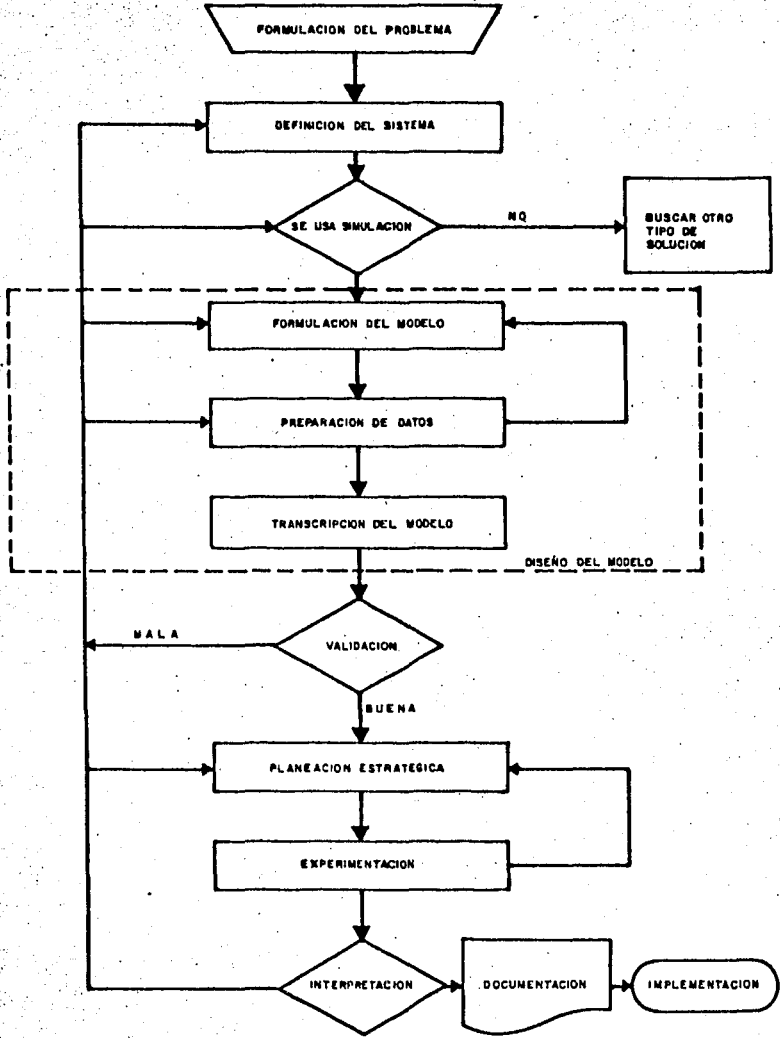 FORMULACION DEL PROBLEMA
DEFINICION DEL SISTEMA
SE USA SIMULACION
NO
BUSCAR OTRO
TIPO DE
SOLUCION
FORMULACION DEL MODELO
PREPARACION DE DATOS
TRANSCRIPCION DEL MODELO
DISEÑO DEL MODELO
MALA
VALIDACION
BUENA
PLANEACION ESTRATEGICA
EXPERIMENTACION
INTERPRETACION
DOCUMENTACION
IMPLEMENTACION